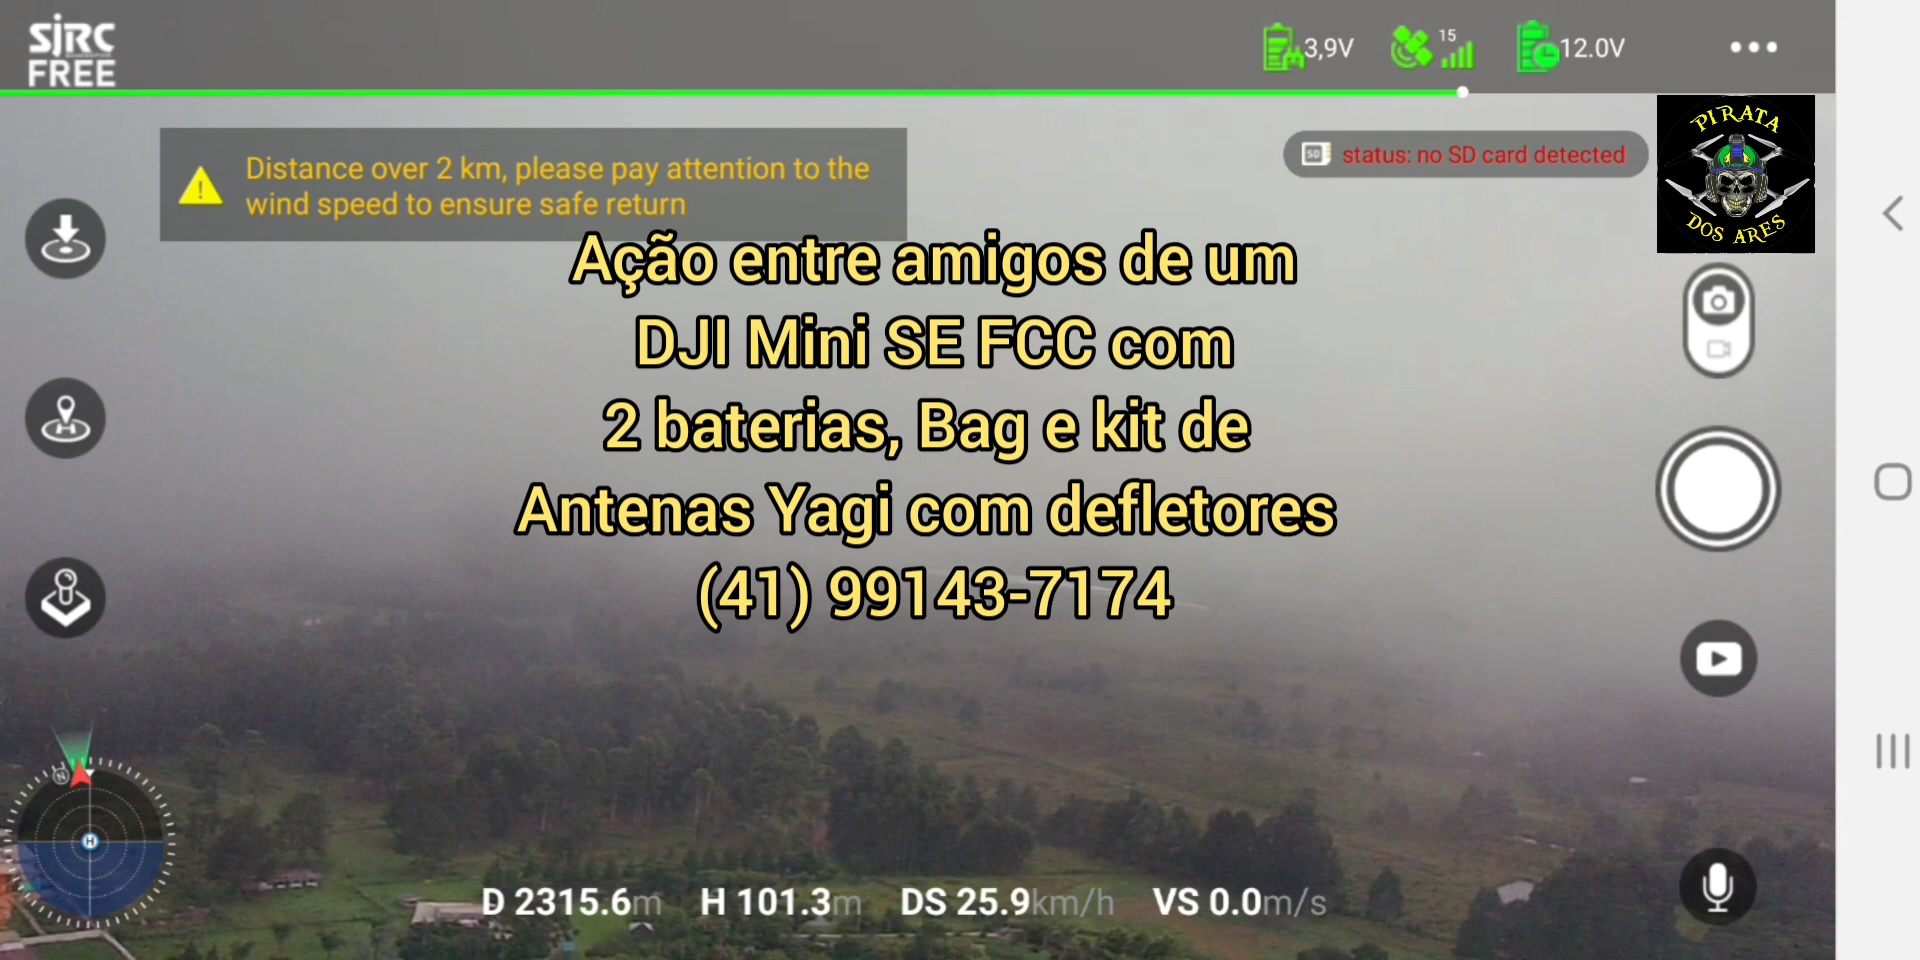 SJRC
FREE
3,9V
15
12.0V
PIRATA
DOS ARES
Distance over 2 km, please pay attention to the
wind speed to ensure safe return
SD
status: no SD card detected
Ação entre amigos de um
DJI Mini SE FCC com
2 baterias, Bag e kit de
Antenas Yagi com defletores
(41) 99143-7174
N
H
D 2315.6m H 101.3m DS 25.9km/h VS 0.0m/s